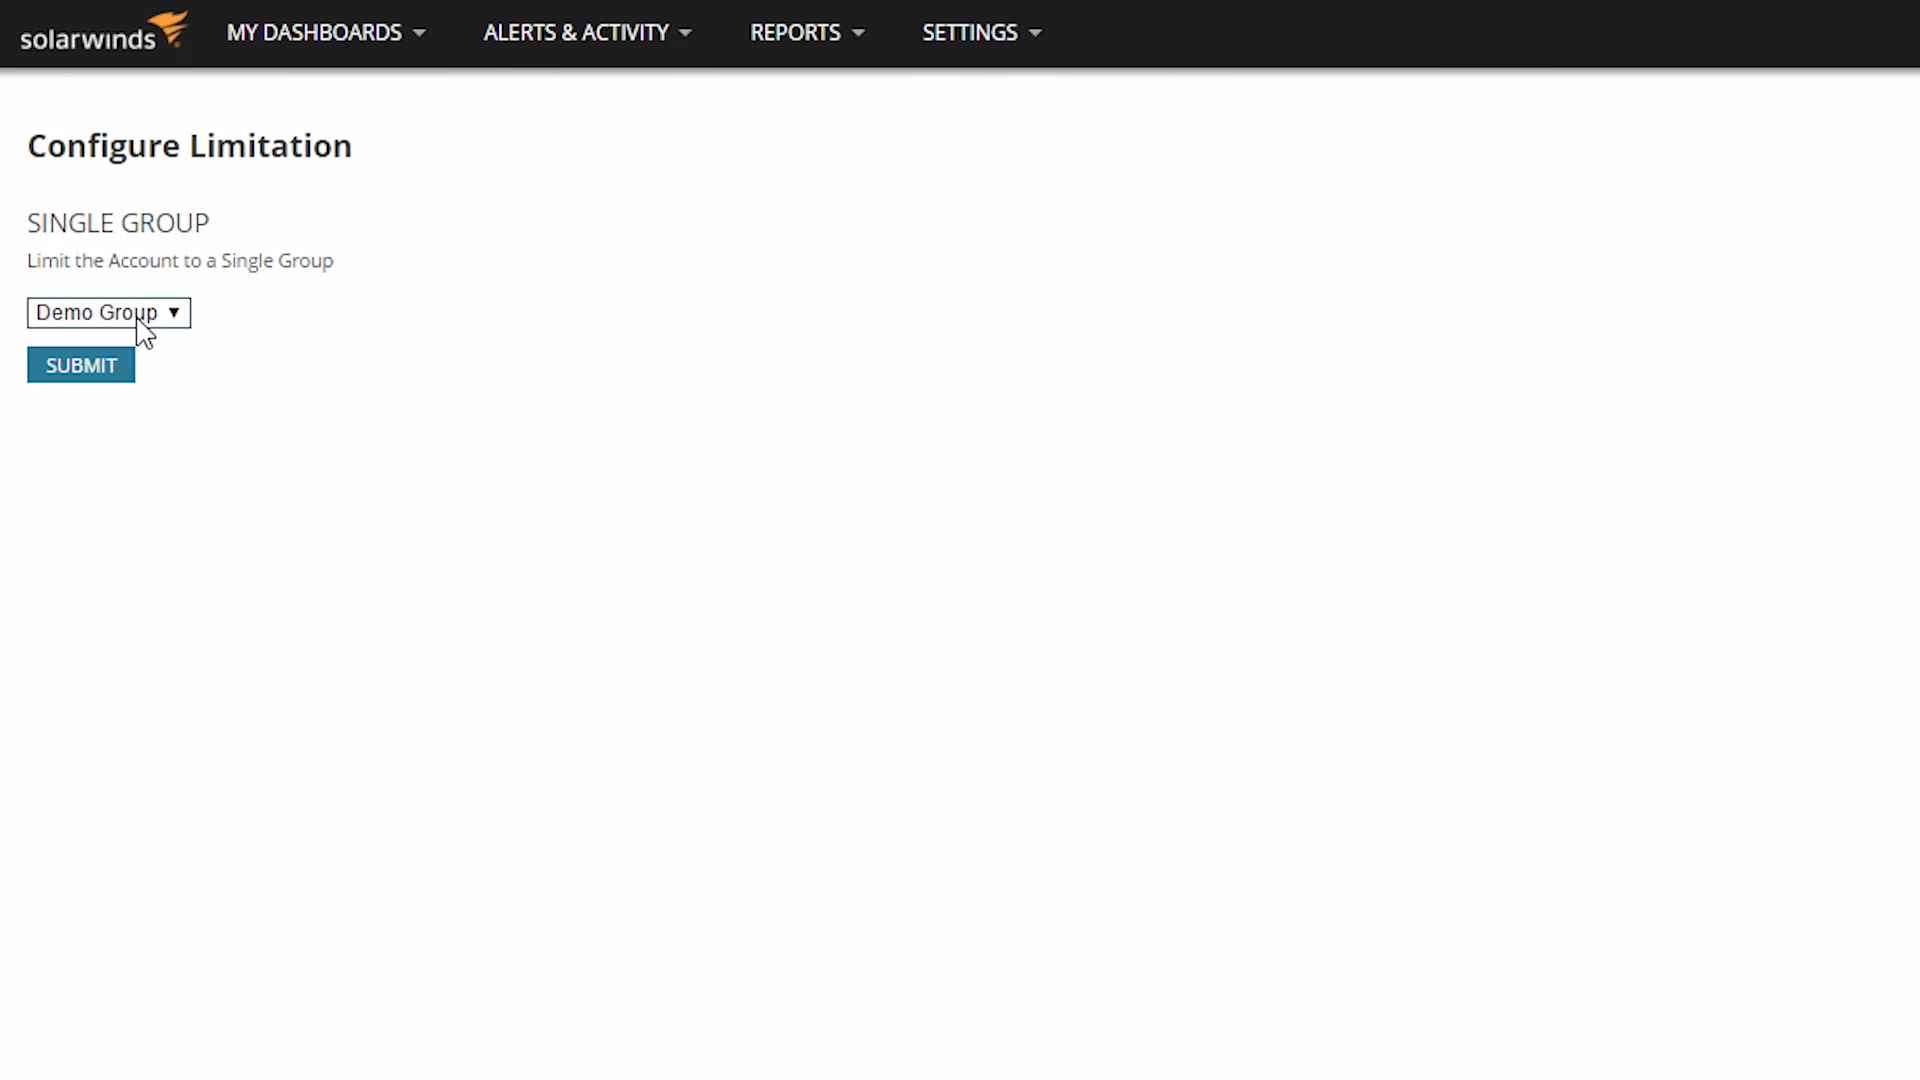 solarwinds MY DASHBOARDS ALERTS & ACTIVITY REPORTS SETTINGS
Configure Limitation
SINGLE GROUP
Limit the Account to a Single Group
Demo Group
SUBMIT